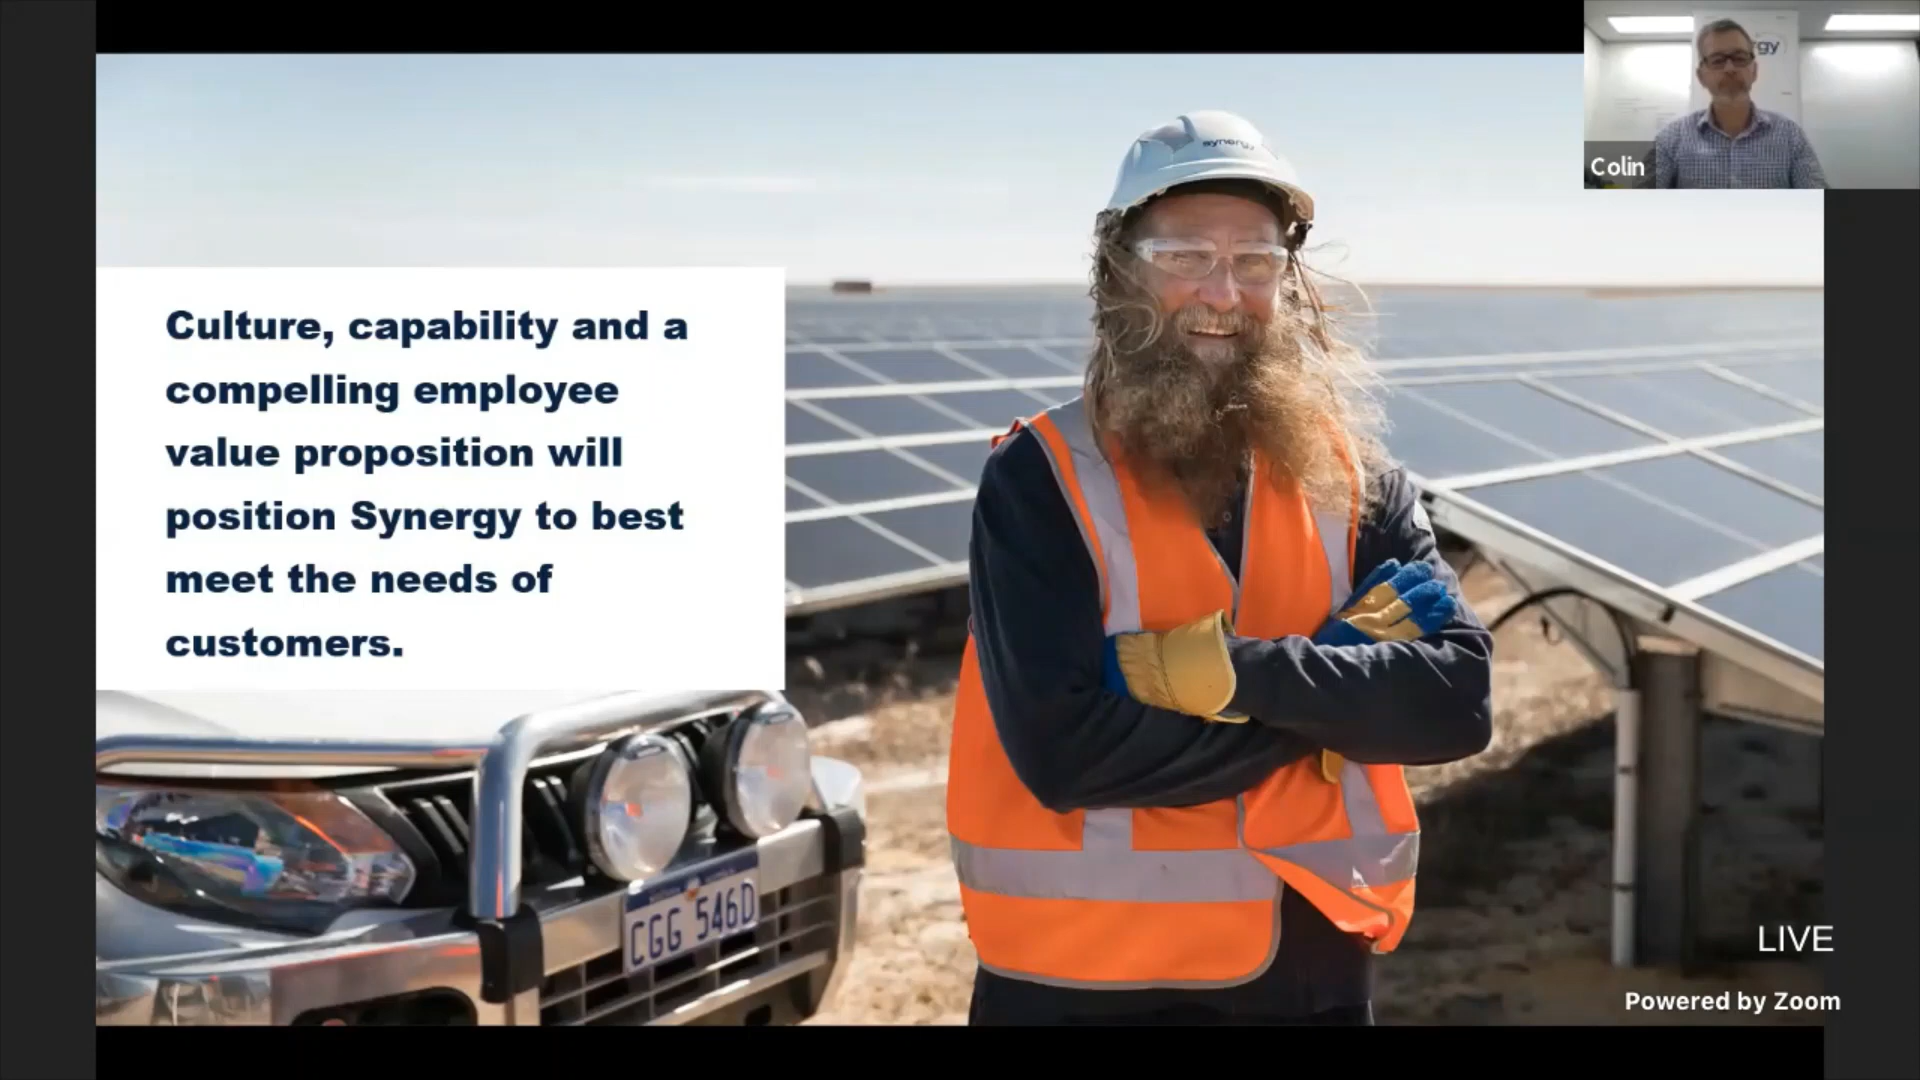 synergy
rgy
Colin
Culture, capability and a
compelling employee
value proposition will
position Synergy to best
meet the needs of
customers.
CGG 546D
LIVE
Powered by Zoom